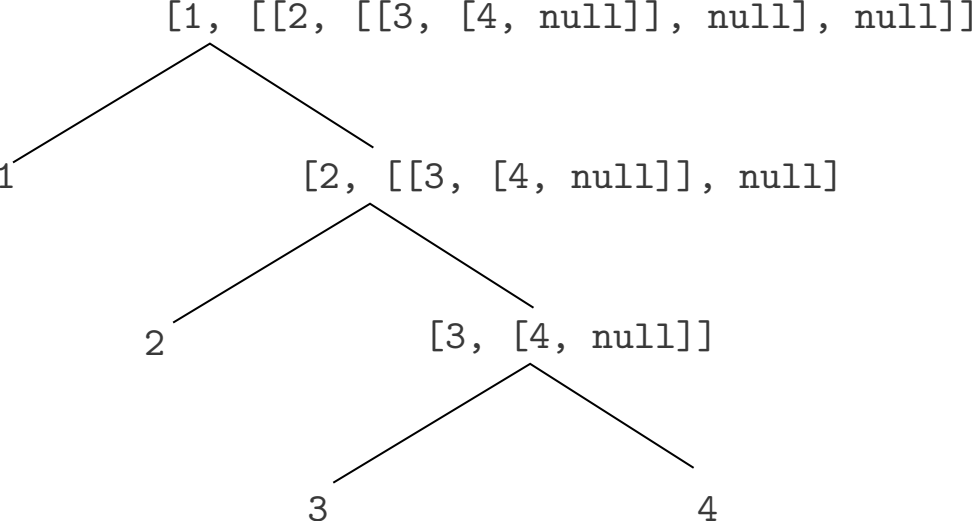 [1, [[2, [[3, [4, null]], null], null]]
1
[2, [[3, [4, null]], null]
2
[3, [4, null]]
3
4